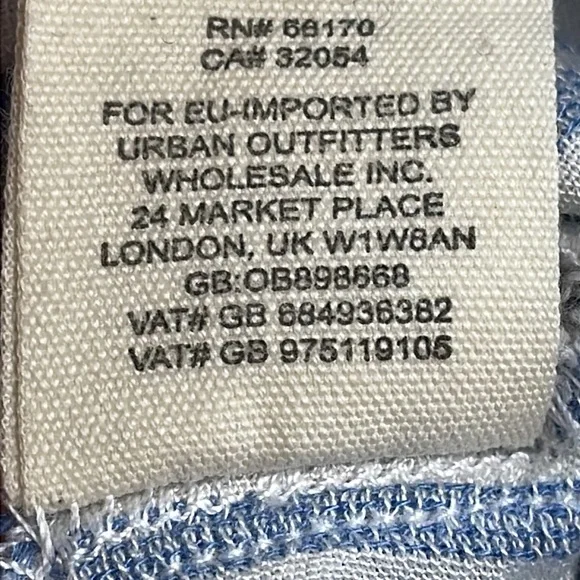 RN# 66170
CA# 32054
FOR EU-IMPORTED BY
URBAN OUTFITTERS
WHOLESALE INC.
24 MARKET PLACE
LONDON, UK W1W8AN
GB:OB898668
VAT# GB 684936382
VAT# GB 975119105